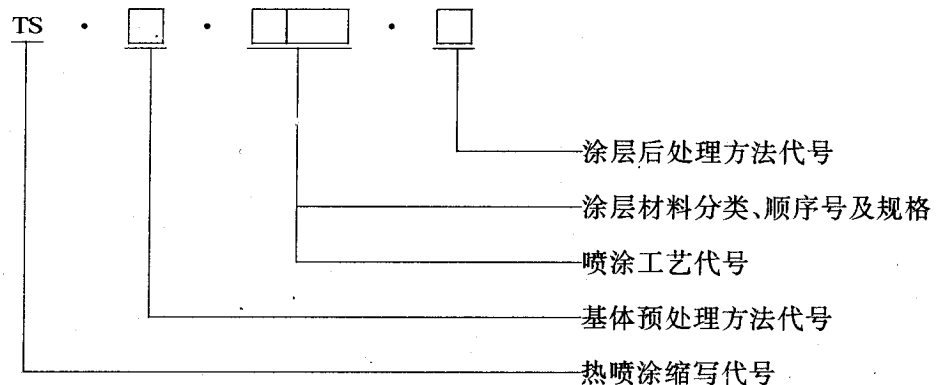 TS · □ · □□ · □
涂层后处理方法代号
涂层材料分类、顺序号及规格
喷涂工艺代号
基体预处理方法代号
热喷涂缩写代号